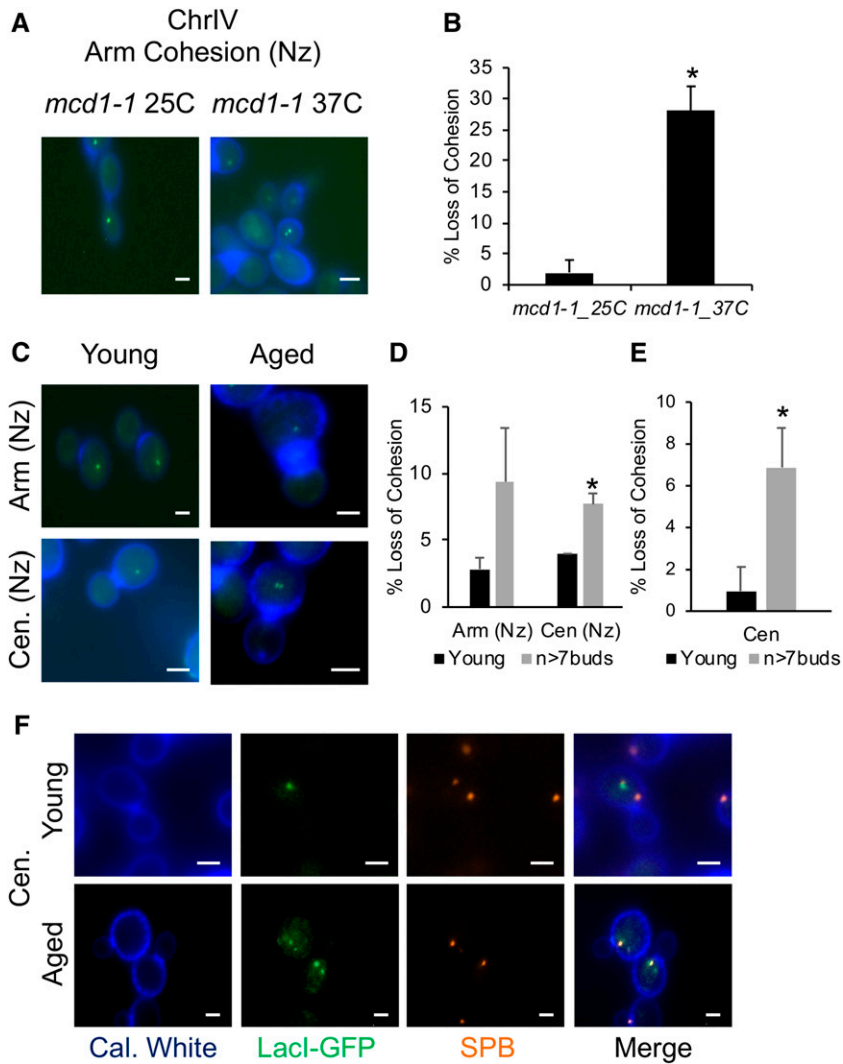 A
ChrIV
Arm Cohesion (Nz)
mcd1-1 25C mcd1-1 37C
B
% Loss of Cohesion
35
30
25
20
15
10
5
0
*
mcd1-1_25C mcd1-1_37C
C
Young Aged
Arm (Nz)
Cen. (Nz)
D
% Loss of Cohesion
15
10
5
0
*
Arm (Nz) Cen (Nz)
Young n>7buds
E
% Loss of Cohesion
10
8
6
4
2
0
*
Cen
Young n>7buds
F
Cen.
Young
Aged
Cal. White LacI-GFP SPB Merge